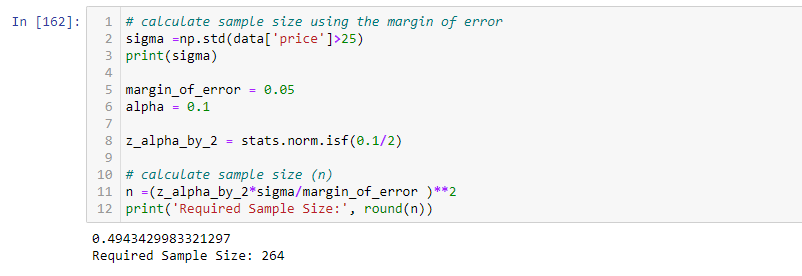 In [162]:
1 # calculate sample size using the margin of error
2 sigma =np.std(data['price']>25)
3 print(sigma)
4
5 margin_of_error = 0.05
6 alpha = 0.1
7
8 z_alpha_by_2 = stats.norm.isf(0.1/2)
9
10 # calculate sample size (n)
11 n =(z_alpha_by_2*sigma/margin_of_error )**2
12 print('Required Sample Size:', round(n))
0.4943429983321297
Required Sample Size: 264